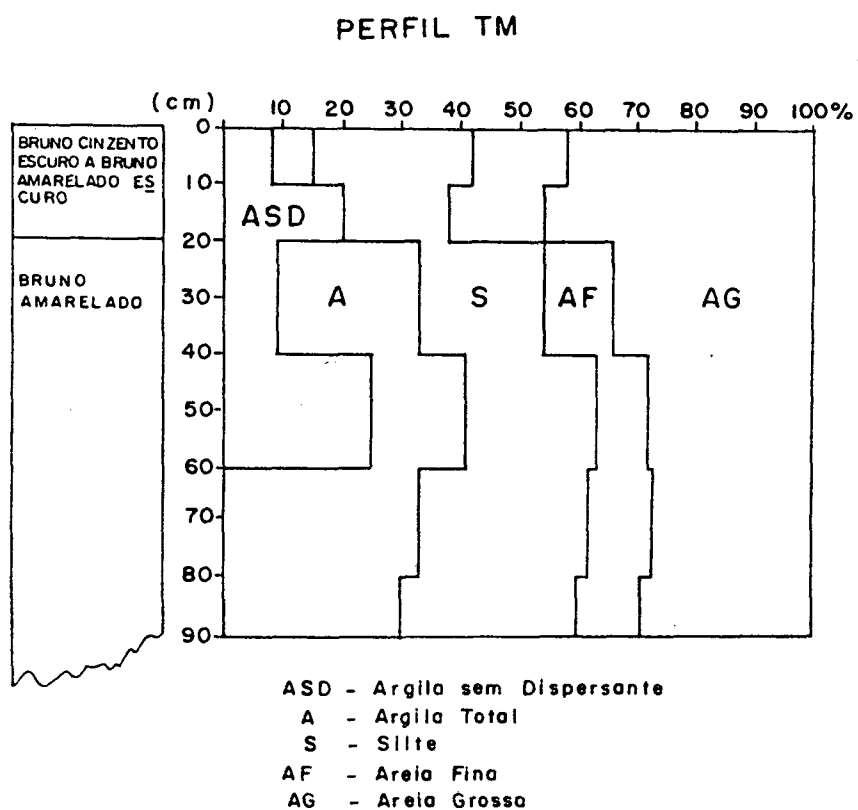 PERFIL TM
(cm) 10 20 30 40 50 60 70 80 90 100%
0
BRUNO CINZENTO
ESCURO A BRUNO
AMARELADO ES
CURO
10
ASD
20
BRUNO
AMARELADO
30
A S AF AG
40
50
60
70
80
90
ASD - Argila sem Dispersante
A - Argila Total
S - Silte
AF - Areia Fina
AG - Areia Grossa